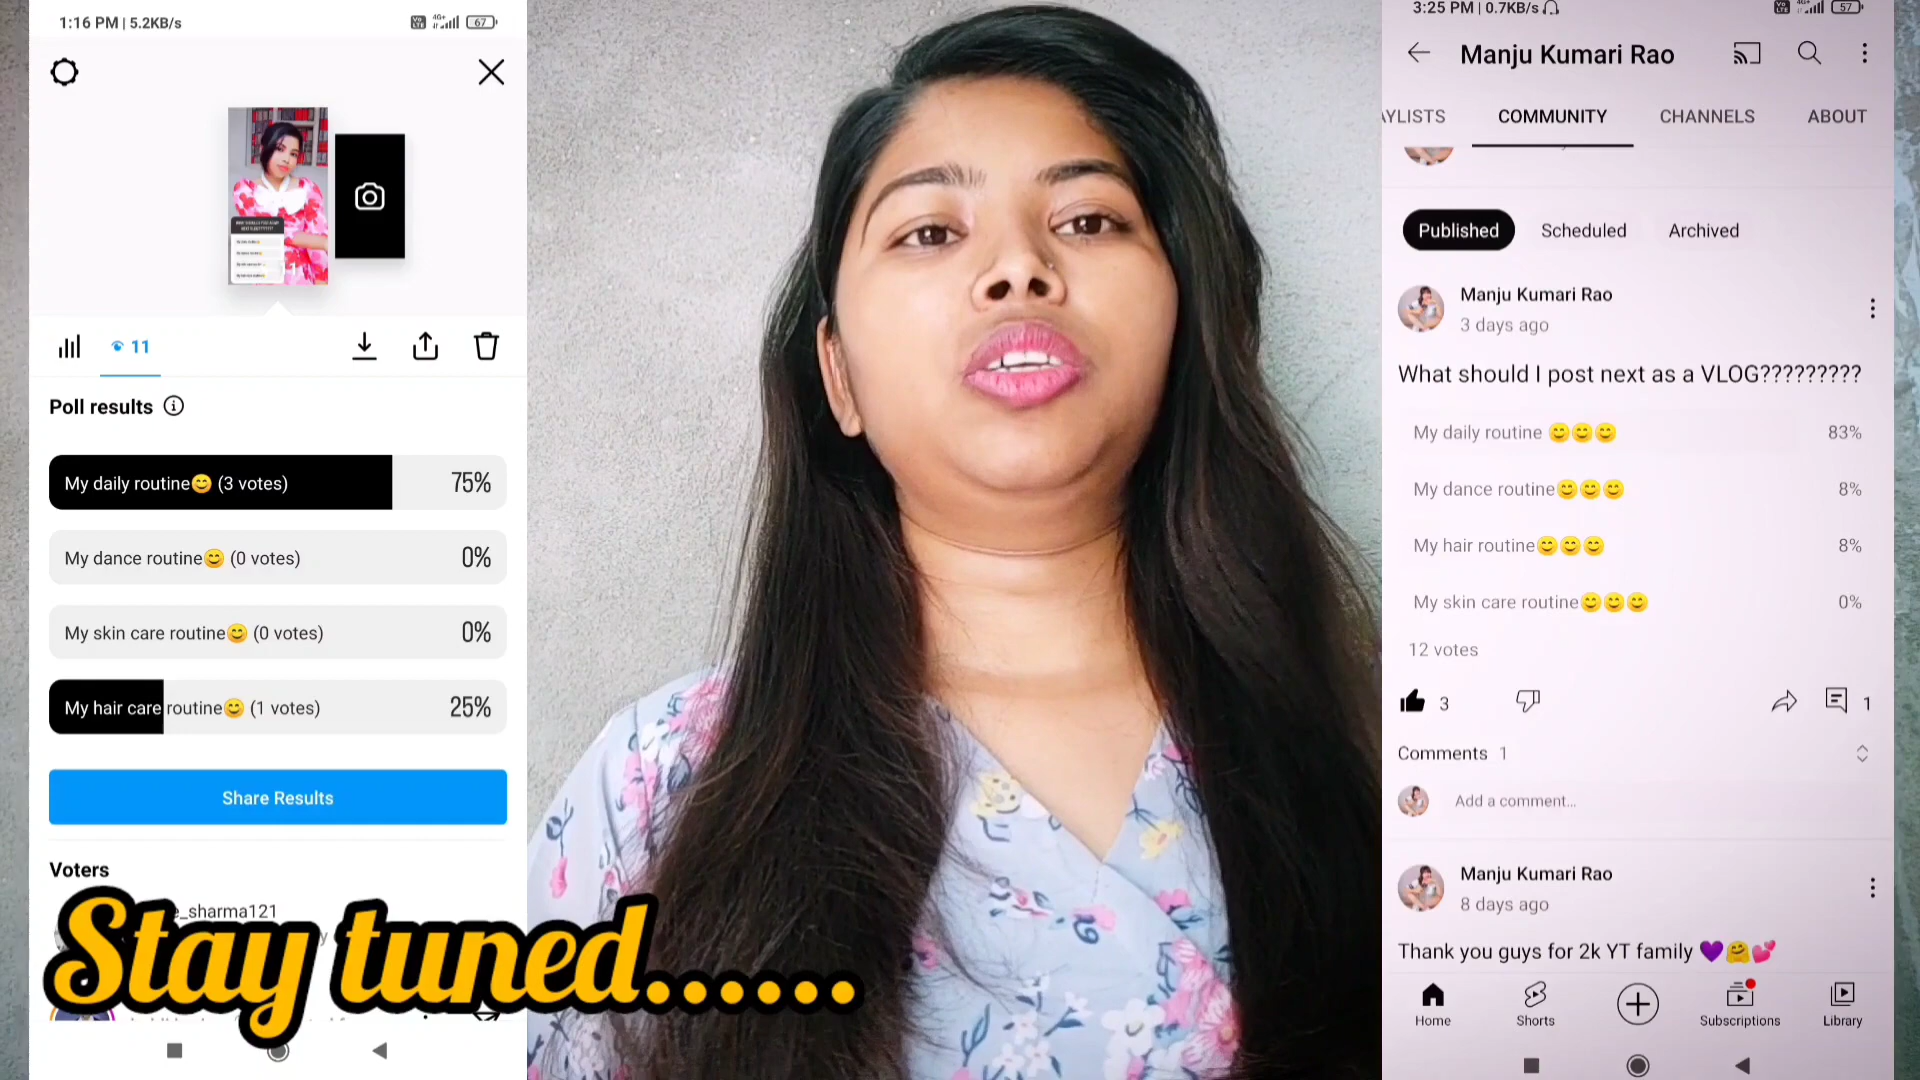 1:16 PM | 5.2KB/s
67
11
Poll results
My daily routine😊 (3 votes) 75%
My dance routine😊 (0 votes) 0%
My skin care routine😊 (0 votes) 0%
My hair care routine😊 (1 votes) 25%
Share Results
Voters
e_sharma121
Stay tuned......
3:25 PM | 0.7KB/s
57
Manju Kumari Rao
AYLISTS COMMUNITY CHANNELS ABOUT
Published Scheduled Archived
Manju Kumari Rao
3 days ago
What should I post next as a VLOG?????????
My daily routine 😊😊😊 83%
My dance routine😊😊😊 8%
My hair routine😊😊😊 8%
My skin care routine😊😊😊 0%
12 votes
3 1
Comments 1
Add a comment...
Manju Kumari Rao
8 days ago
Thank you guys for 2k YT family 💜🤗💕
Home Shorts Subscriptions Library